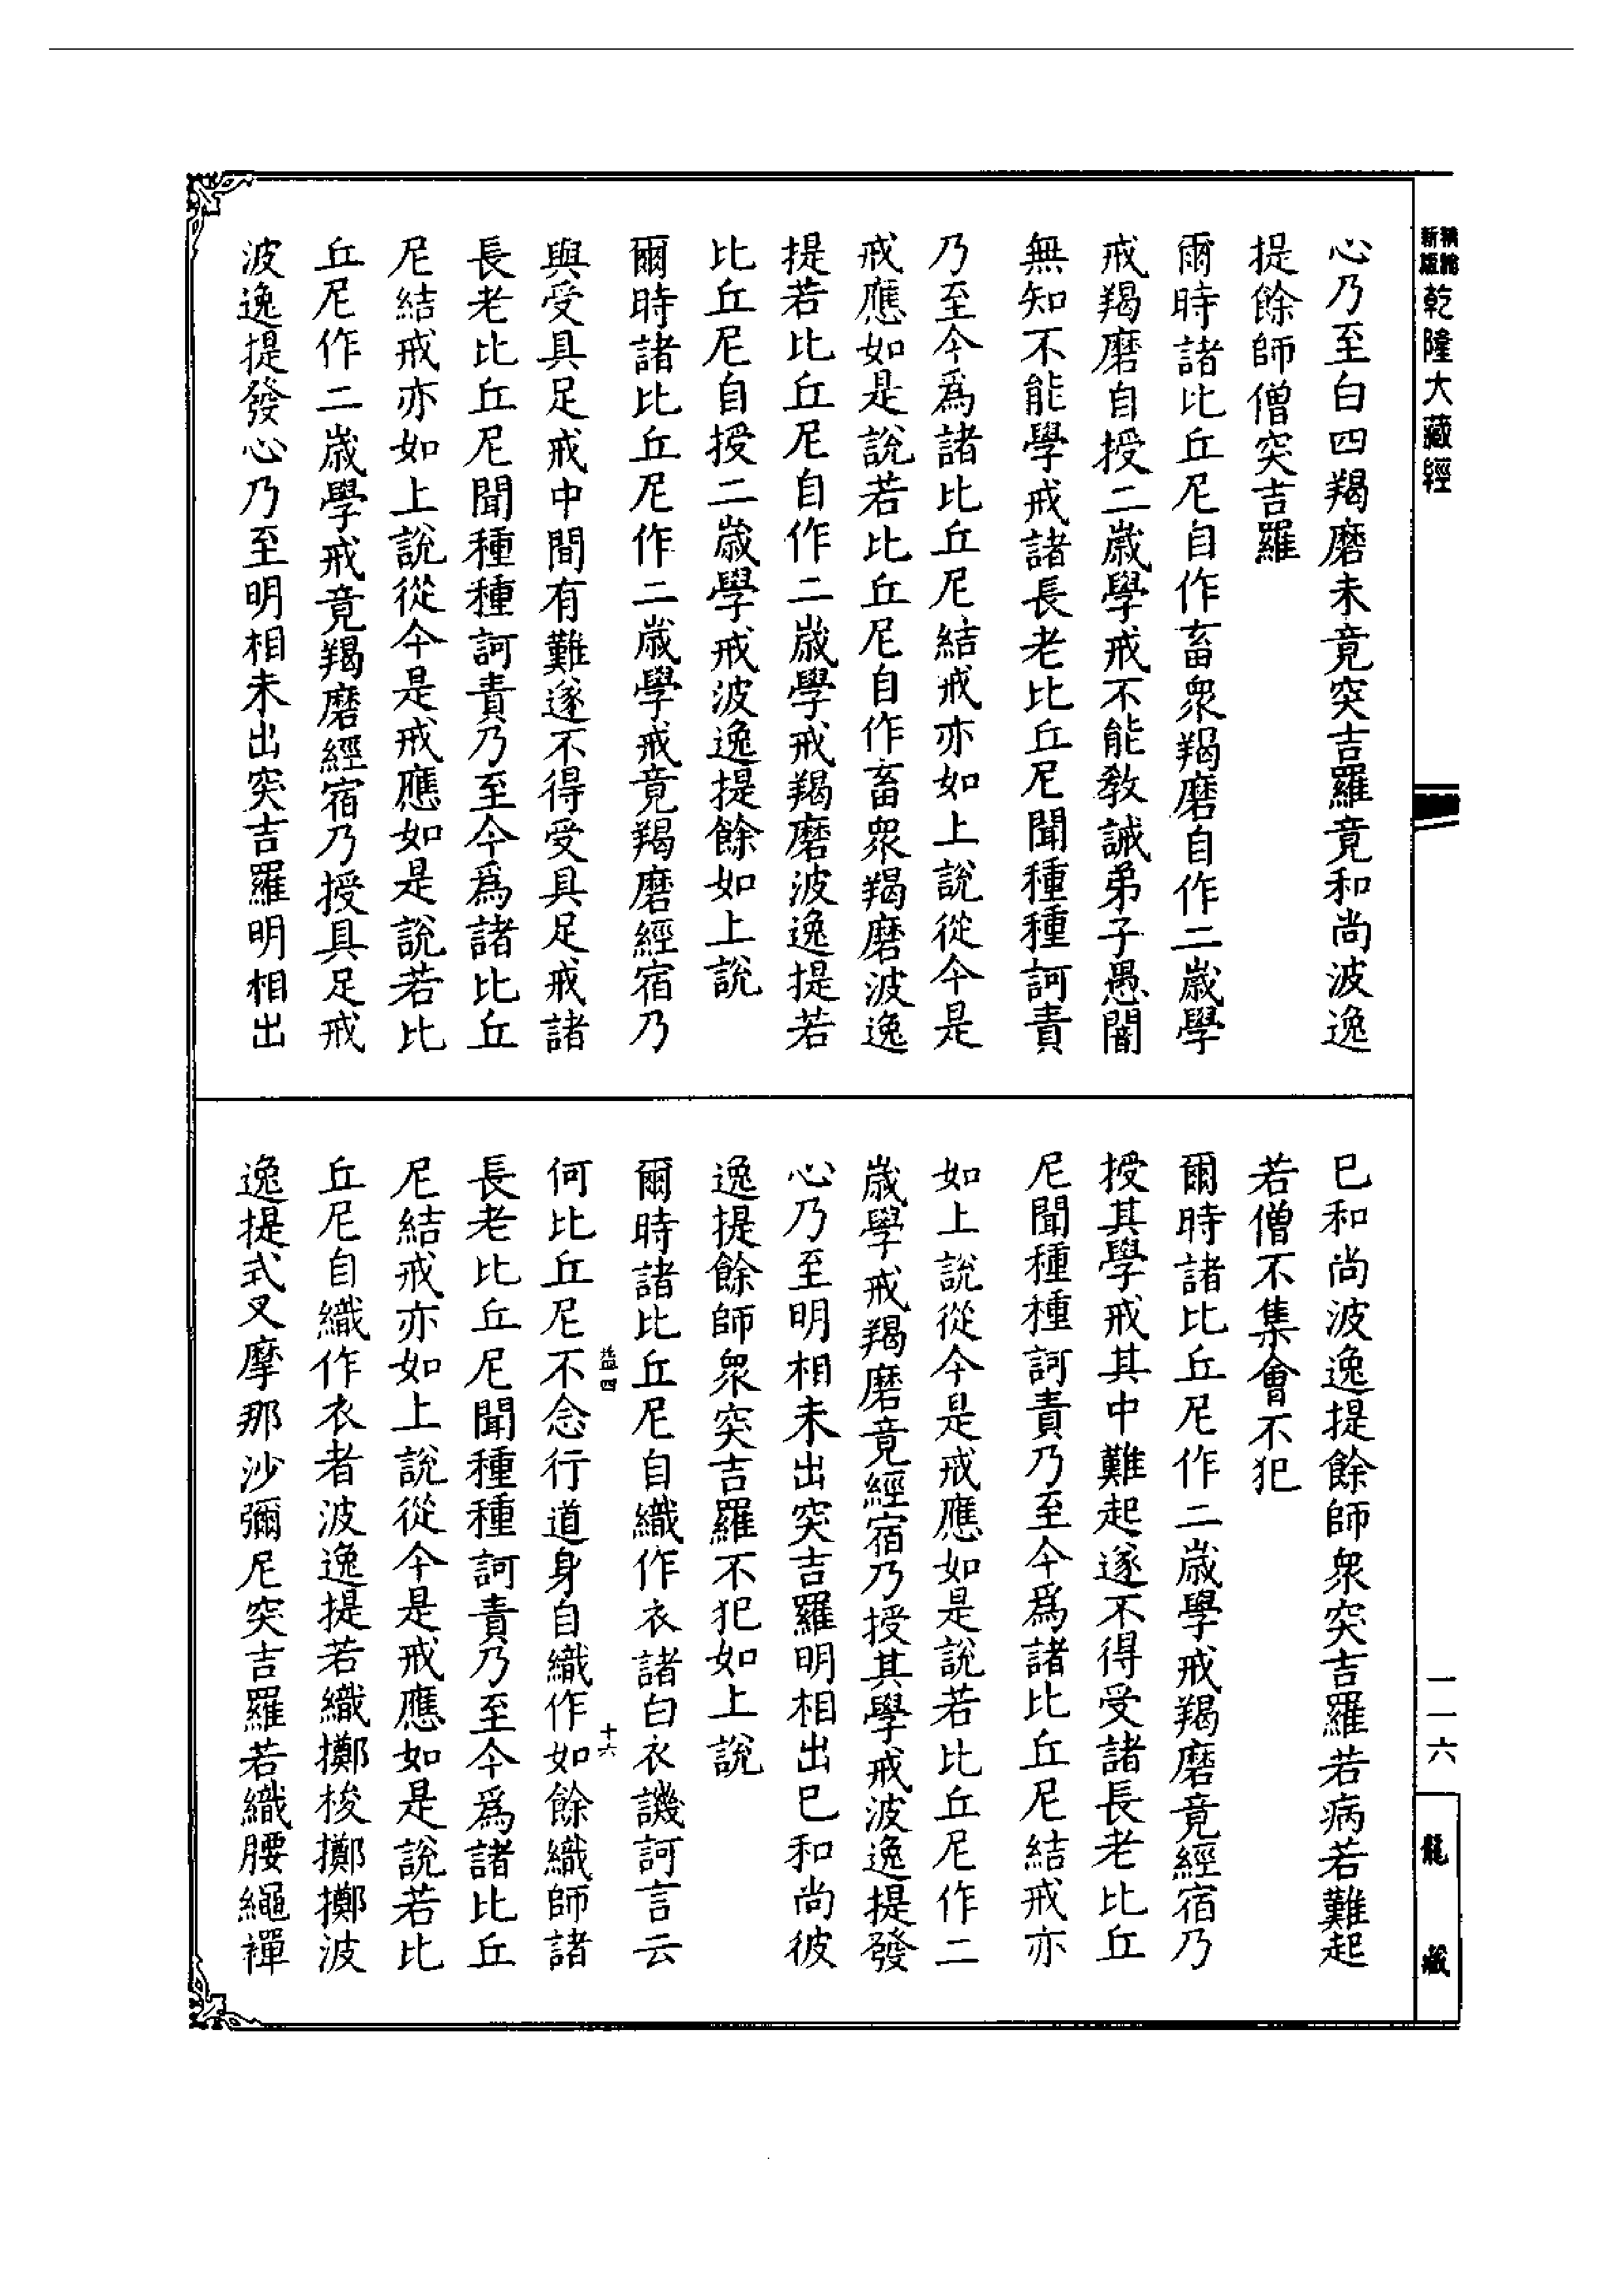 新版 精縮
乾隆大藏經
心乃至白四羯磨未竟突吉羅竟和尚波逸
提餘師僧突吉羅
爾時諸比丘尼自作畜眾羯磨自作二歲學
戒羯磨自授二歲學戒不能教誡弟子愚闇
無知不能學戒諸長老比丘尼聞種種訶責
乃至今為諸比丘尼結戒亦如上說從今是
戒應如是說若比丘尼自作畜眾羯磨波逸
提若比丘尼自作二歲學戒羯磨波逸提若
比丘尼自授二歲學戒波逸提餘如上說
爾時諸比丘尼作二歲學戒竟羯磨經宿乃
與受具足戒中間有難遂不得受具足戒諸
長老比丘尼聞種種訶責乃至今為諸比丘
尼結戒亦如上說從今是戒應如是說若比
丘尼作二歲學戒竟羯磨經宿乃授具足戒
波逸提發心乃至明相未出突吉羅明相出
已和尚波逸提餘師眾突吉羅若病若難起
若僧不集會不犯
爾時諸比丘尼作二歲學戒羯磨竟經宿乃
授其學戒其中難起遂不得受諸長老比丘
尼聞種種訶責乃至今為諸比丘尼結戒亦
如上說從今是戒應如是說若比丘尼作二
歲學戒羯磨竟經宿乃授其學戒波逸提發
心乃至明相未出突吉羅明相出已和尚彼
逸提餘師眾突吉羅不犯如上說
爾時諸比丘尼自織作衣諸白衣譏訶言云
何比丘尼不念行道身自織作如餘織師諸
長老比丘尼聞種種訶責乃至今為諸比丘
尼結戒亦如上說從今是戒應如是說若比
丘尼自織作衣者波逸提若織擲梭擲擲波
逸提式叉摩那沙彌尼突吉羅若織腰繩禪
四
十六
一一六
龍藏